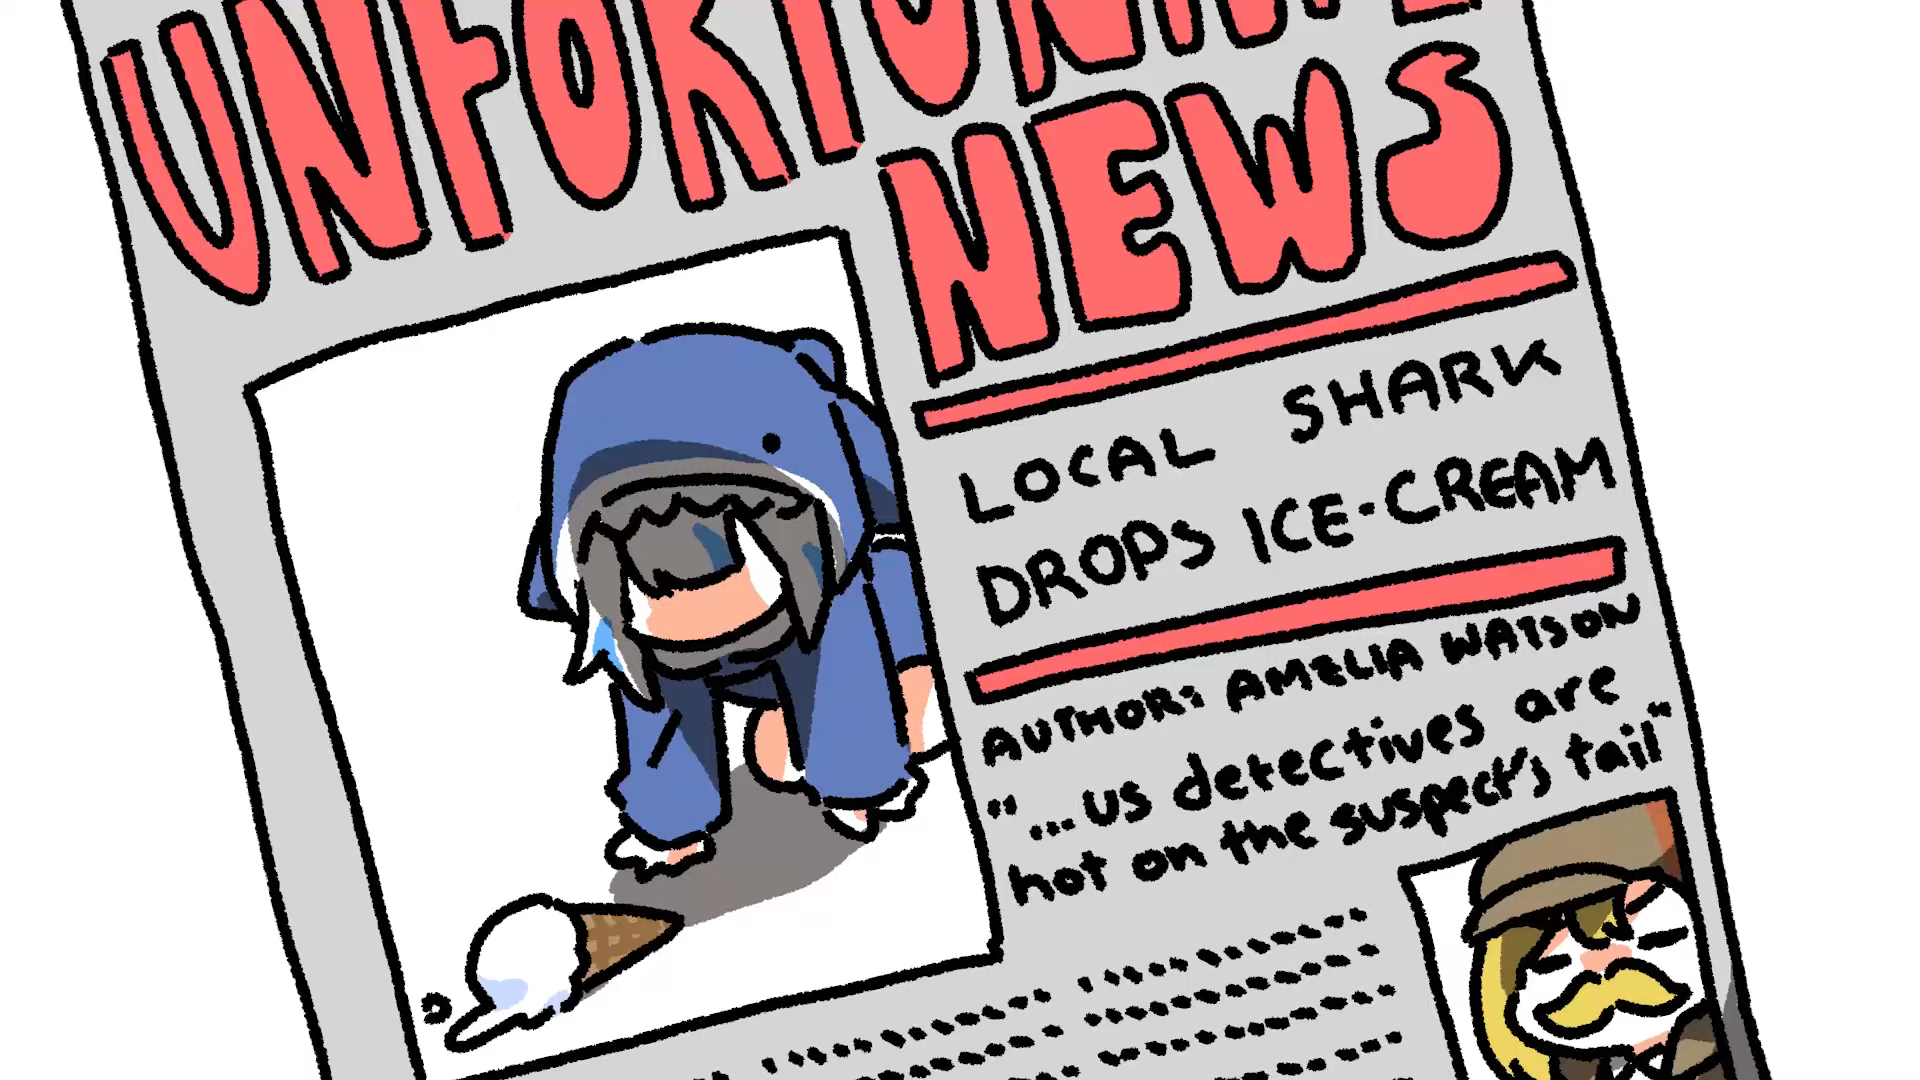 UNFORTUNATE
NEWS
LOCAL SHARK
DROPS ICE-CREAM
AUTHOR: AMELIA WATSON
"...us detectives are
hot on the suspect's tail"